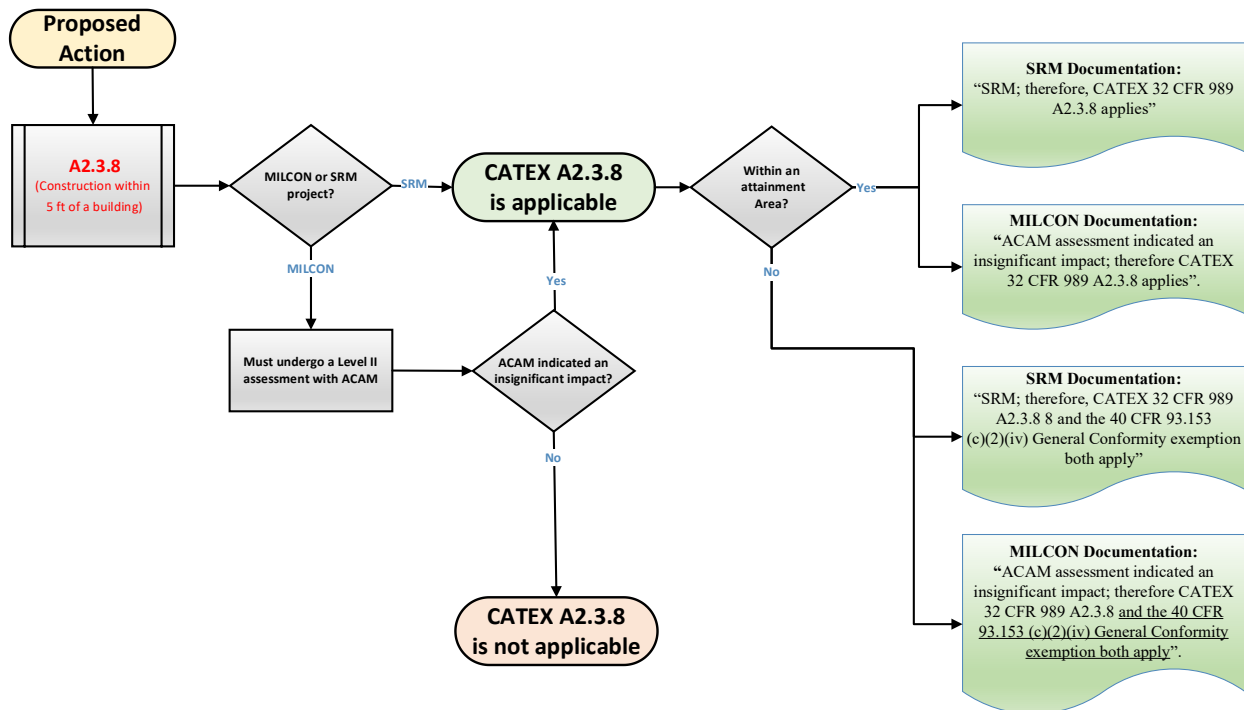 Proposed
Action
A2.3.8
(Construction within
5 ft of a building)
MILCON or SRM
project?
SRM
MILCON
Must undergo a Level II
assessment with ACAM
ACAM indicated an
insignificant impact?
Yes
No
CATEX A2.3.8
is applicable
CATEX A2.3.8
is not applicable
Within an
attainment
Area?
Yes
No
SRM Documentation:
“SRM; therefore, CATEX 32 CFR 989
A2.3.8 applies”
MILCON Documentation:
“ACAM assessment indicated an
insignificant impact; therefore CATEX
32 CFR 989 A2.3.8 applies”.
SRM Documentation:
“SRM; therefore, CATEX 32 CFR 989
A2.3.8 8 and the 40 CFR 93.153
(c)(2)(iv) General Conformity exemption
both apply”
MILCON Documentation:
“ACAM assessment indicated an
insignificant impact; therefore CATEX
32 CFR 989 A2.3.8 and the 40 CFR
93.153 (c)(2)(iv) General Conformity
exemption both apply”.